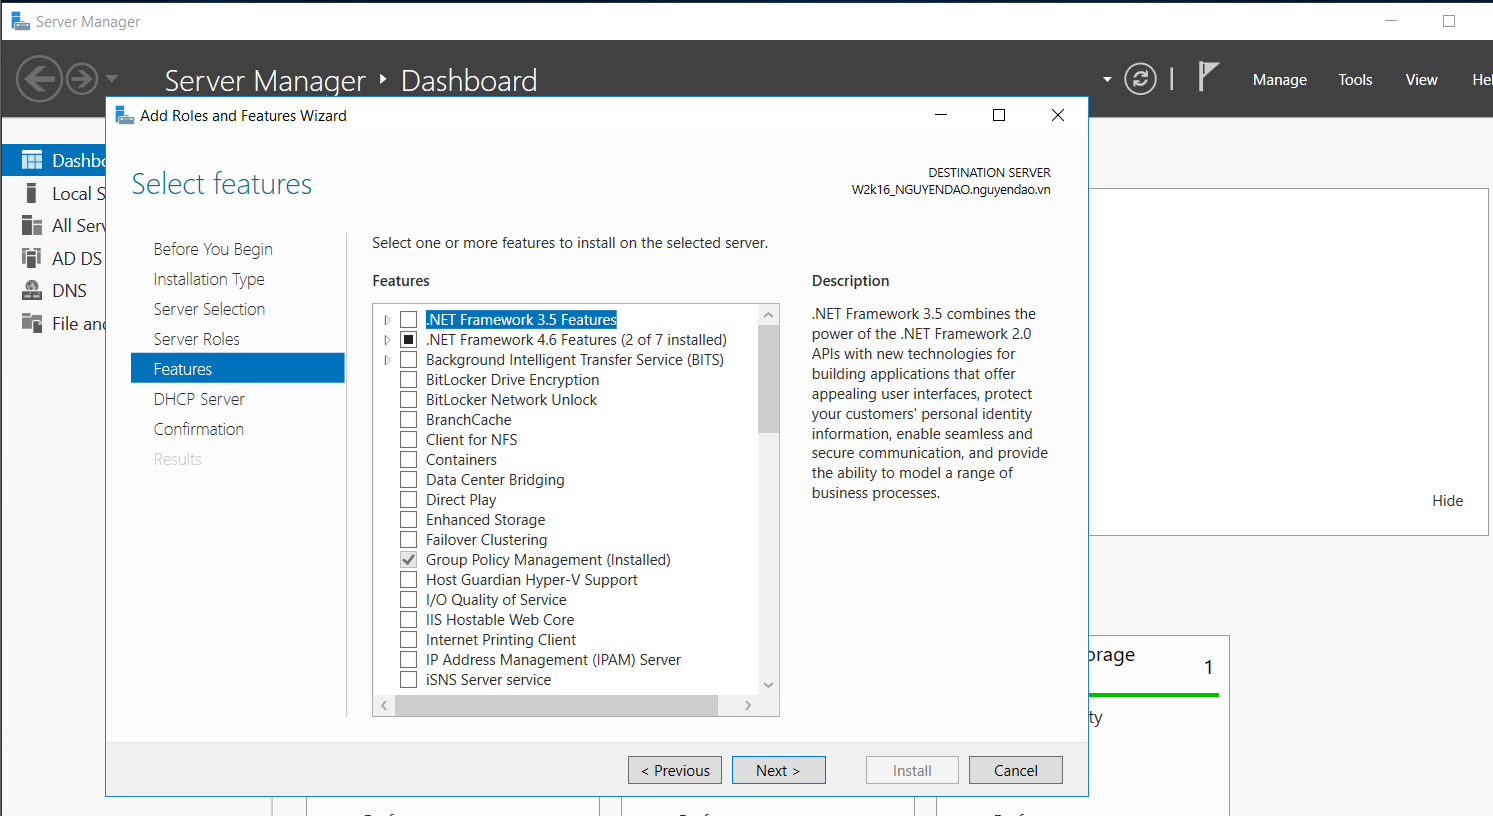 Server Manager
Server Manager
Dashboard
Manage
Tools
View
Add Roles and Features Wizard
Select features
DESTINATION SERVER
W2k16_NGUYENDAO.nguyendao.vn
Dashbo
Local S
All Serv
AD DS
DNS
File and
Before You Begin
Installation Type
Server Selection
Server Roles
Features
DHCP Server
Confirmation
Results
Select one or more features to install on the selected server.
Features
.NET Framework 3.5 Features
.NET Framework 4.6 Features (2 of 7 installed)
Background Intelligent Transfer Service (BITS)
BitLocker Drive Encryption
BitLocker Network Unlock
BranchCache
Client for NFS
Containers
Data Center Bridging
Direct Play
Enhanced Storage
Failover Clustering
Group Policy Management (Installed)
Host Guardian Hyper-V Support
I/O Quality of Service
IIS Hostable Web Core
Internet Printing Client
IP Address Management (IPAM) Server
iSNS Server service
Description
.NET Framework 3.5 combines the
power of the .NET Framework 2.0
APIs with new technologies for
building applications that offer
appealing user interfaces, protect
your customers' personal identity
information, enable seamless and
secure communication, and provide
the ability to model a range of
business processes.
Hide
orage
1
ty
< Previous
Next >
Install
Cancel